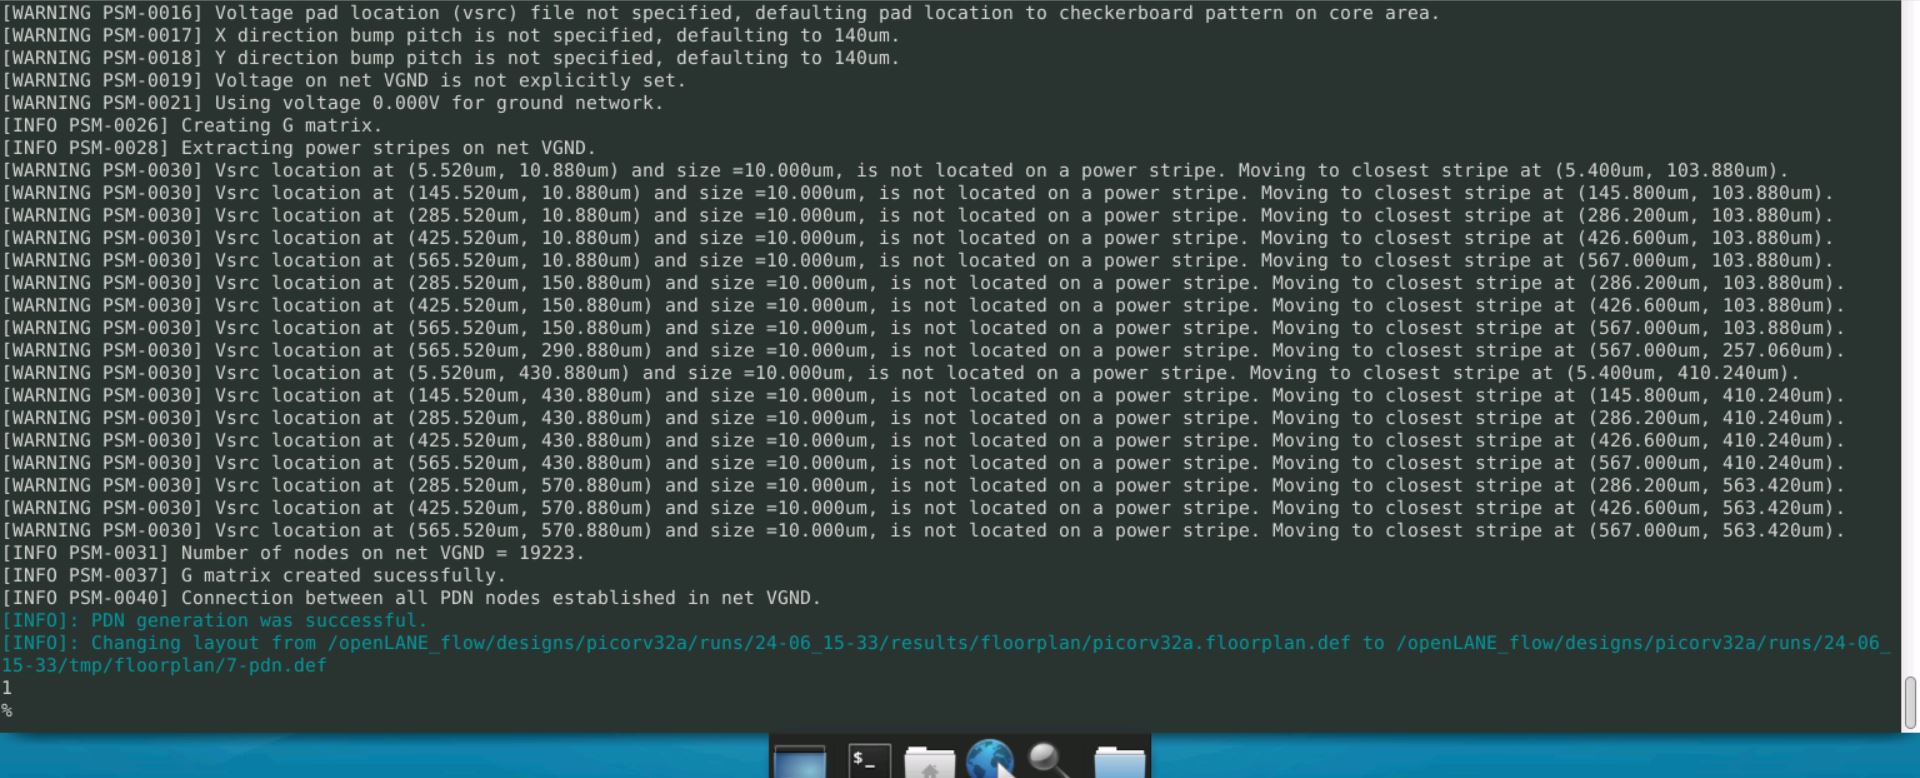 [WARNING PSM-0016] Voltage pad location (vsrc) file not specified, defaulting pad location to checkerboard pattern on core area.
[WARNING PSM-0017] X direction bump pitch is not specified, defaulting to 140um.
[WARNING PSM-0018] Y direction bump pitch is not specified, defaulting to 140um.
[WARNING PSM-0019] Voltage on net VGND is not explicitly set.
[WARNING PSM-0021] Using voltage 0.000V for ground network.
[INFO PSM-0026] Creating G matrix.
[INFO PSM-0028] Extracting power stripes on net VGND.
[WARNING PSM-0030] Vsrc location at (5.520um, 10.880um) and size =10.000um, is not located on a power stripe. Moving to closest stripe at (5.400um, 103.880um).
[WARNING PSM-0030] Vsrc location at (145.520um, 10.880um) and size =10.000um, is not located on a power stripe. Moving to closest stripe at (145.800um, 103.880um).
[WARNING PSM-0030] Vsrc location at (285.520um, 10.880um) and size =10.000um, is not located on a power stripe. Moving to closest stripe at (286.200um, 103.880um).
[WARNING PSM-0030] Vsrc location at (425.520um, 10.880um) and size =10.000um, is not located on a power stripe. Moving to closest stripe at (426.600um, 103.880um).
[WARNING PSM-0030] Vsrc location at (565.520um, 10.880um) and size =10.000um, is not located on a power stripe. Moving to closest stripe at (567.000um, 103.880um).
[WARNING PSM-0030] Vsrc location at (285.520um, 150.880um) and size =10.000um, is not located on a power stripe. Moving to closest stripe at (286.200um, 103.880um).
[WARNING PSM-0030] Vsrc location at (425.520um, 150.880um) and size =10.000um, is not located on a power stripe. Moving to closest stripe at (426.600um, 103.880um).
[WARNING PSM-0030] Vsrc location at (565.520um, 150.880um) and size =10.000um, is not located on a power stripe. Moving to closest stripe at (567.000um, 103.880um).
[WARNING PSM-0030] Vsrc location at (565.520um, 290.880um) and size =10.000um, is not located on a power stripe. Moving to closest stripe at (567.000um, 257.060um).
[WARNING PSM-0030] Vsrc location at (5.520um, 430.880um) and size =10.000um, is not located on a power stripe. Moving to closest stripe at (5.400um, 410.240um).
[WARNING PSM-0030] Vsrc location at (145.520um, 430.880um) and size =10.000um, is not located on a power stripe. Moving to closest stripe at (145.800um, 410.240um).
[WARNING PSM-0030] Vsrc location at (285.520um, 430.880um) and size =10.000um, is not located on a power stripe. Moving to closest stripe at (286.200um, 410.240um).
[WARNING PSM-0030] Vsrc location at (425.520um, 430.880um) and size =10.000um, is not located on a power stripe. Moving to closest stripe at (426.600um, 410.240um).
[WARNING PSM-0030] Vsrc location at (565.520um, 430.880um) and size =10.000um, is not located on a power stripe. Moving to closest stripe at (567.000um, 410.240um).
[WARNING PSM-0030] Vsrc location at (285.520um, 570.880um) and size =10.000um, is not located on a power stripe. Moving to closest stripe at (286.200um, 563.420um).
[WARNING PSM-0030] Vsrc location at (425.520um, 570.880um) and size =10.000um, is not located on a power stripe. Moving to closest stripe at (426.600um, 563.420um).
[WARNING PSM-0030] Vsrc location at (565.520um, 570.880um) and size =10.000um, is not located on a power stripe. Moving to closest stripe at (567.000um, 563.420um).
[INFO PSM-0031] Number of nodes on net VGND = 19223.
[INFO PSM-0037] G matrix created sucessfully.
[INFO PSM-0040] Connection between all PDN nodes established in net VGND.
[INFO]: PDN generation was successful.
[INFO]: Changing layout from /openLANE_flow/designs/picorv32a/runs/24-06_15-33/results/floorplan/picorv32a.floorplan.def to /openLANE_flow/designs/picorv32a/runs/24-06_
15-33/tmp/floorplan/7-pdn.def
1
%
$_